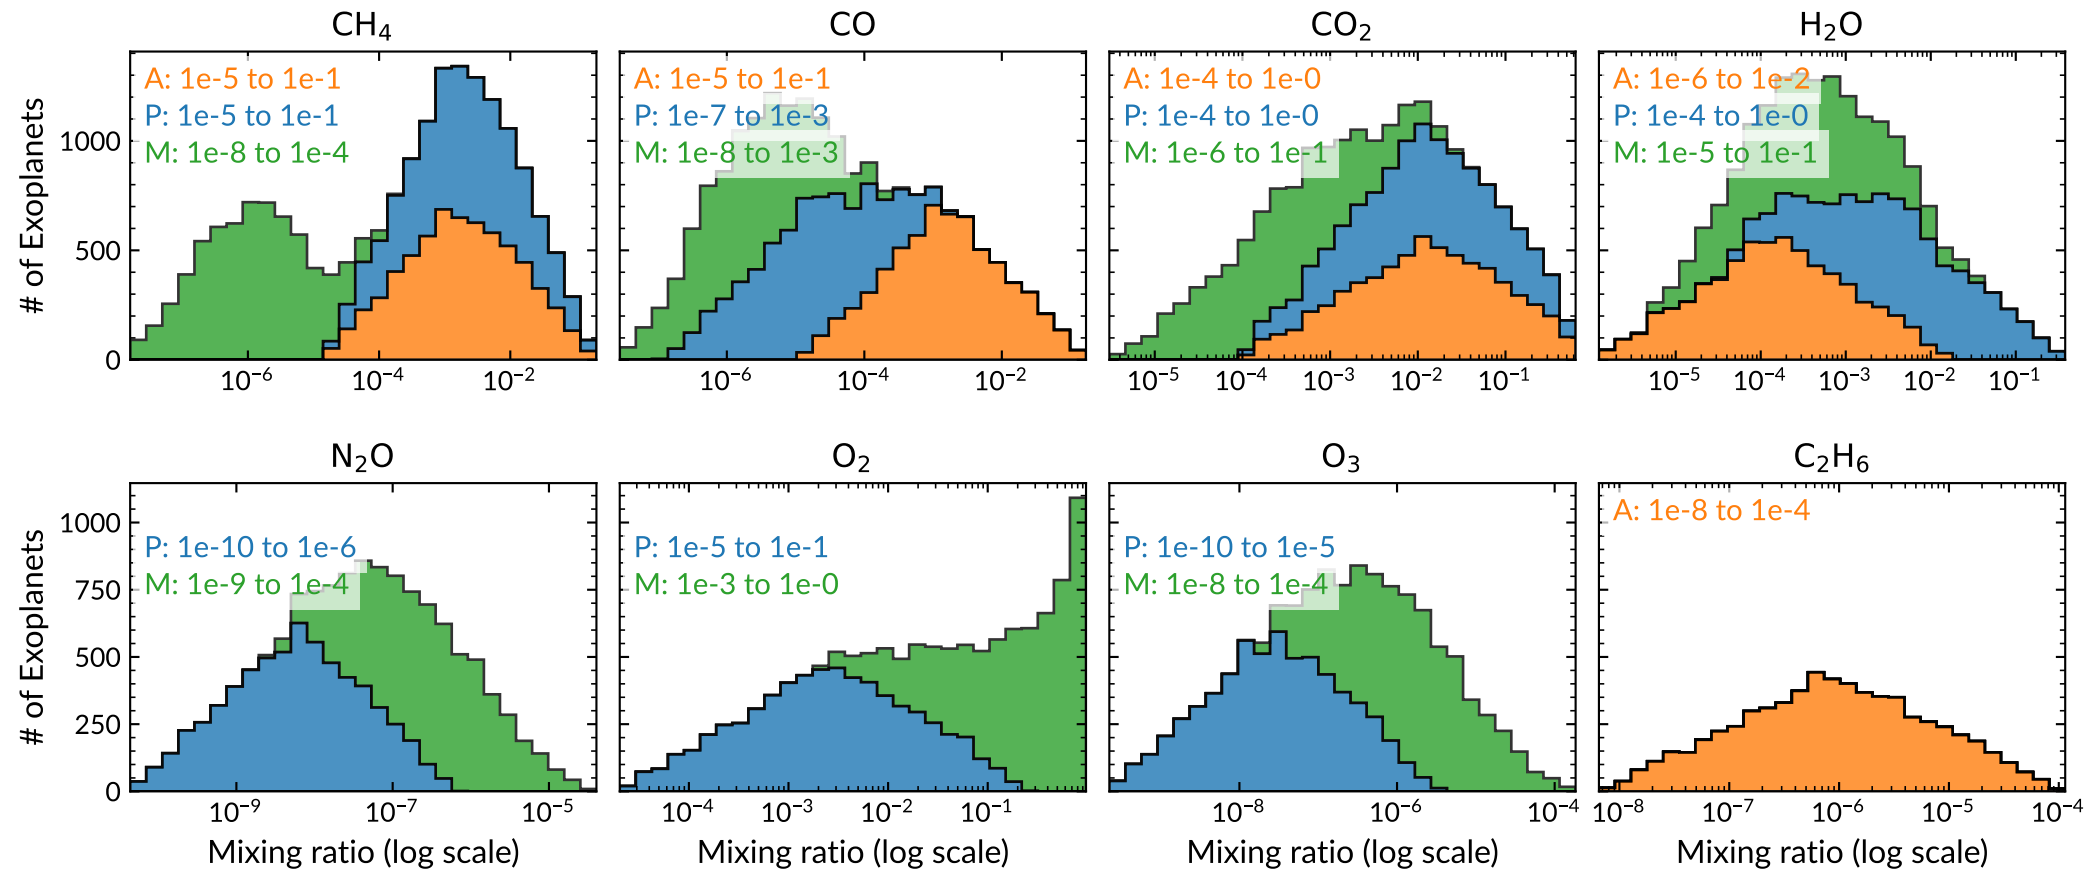 CH₄ CO CO₂ H₂O
# of Exoplanets
1000
500
0
A: 1e-5 to 1e-1
P: 1e-5 to 1e-1
M: 1e-8 to 1e-4
10⁻⁶ 10⁻⁴ 10⁻²
A: 1e-5 to 1e-1
P: 1e-7 to 1e-3
M: 1e-8 to 1e-3
10⁻⁶ 10⁻⁴ 10⁻²
A: 1e-4 to 1e-0
P: 1e-4 to 1e-0
M: 1e-6 to 1e-1
10⁻⁵ 10⁻⁴ 10⁻³ 10⁻² 10⁻¹
A: 1e-6 to 1e-2
P: 1e-4 to 1e-0
M: 1e-5 to 1e-1
10⁻⁵ 10⁻⁴ 10⁻³ 10⁻² 10⁻¹
N₂O O₂ O₃ C₂H₆
# of Exoplanets
1000
750
500
250
0
P: 1e-10 to 1e-6
M: 1e-9 to 1e-4
10⁻⁹ 10⁻⁷ 10⁻⁵
Mixing ratio (log scale)
P: 1e-5 to 1e-1
M: 1e-3 to 1e-0
10⁻⁴ 10⁻³ 10⁻² 10⁻¹
Mixing ratio (log scale)
P: 1e-10 to 1e-5
M: 1e-8 to 1e-4
10⁻⁸ 10⁻⁶ 10⁻⁴
Mixing ratio (log scale)
A: 1e-8 to 1e-4
10⁻⁸ 10⁻⁷ 10⁻⁶ 10⁻⁵ 10⁻⁴
Mixing ratio (log scale)